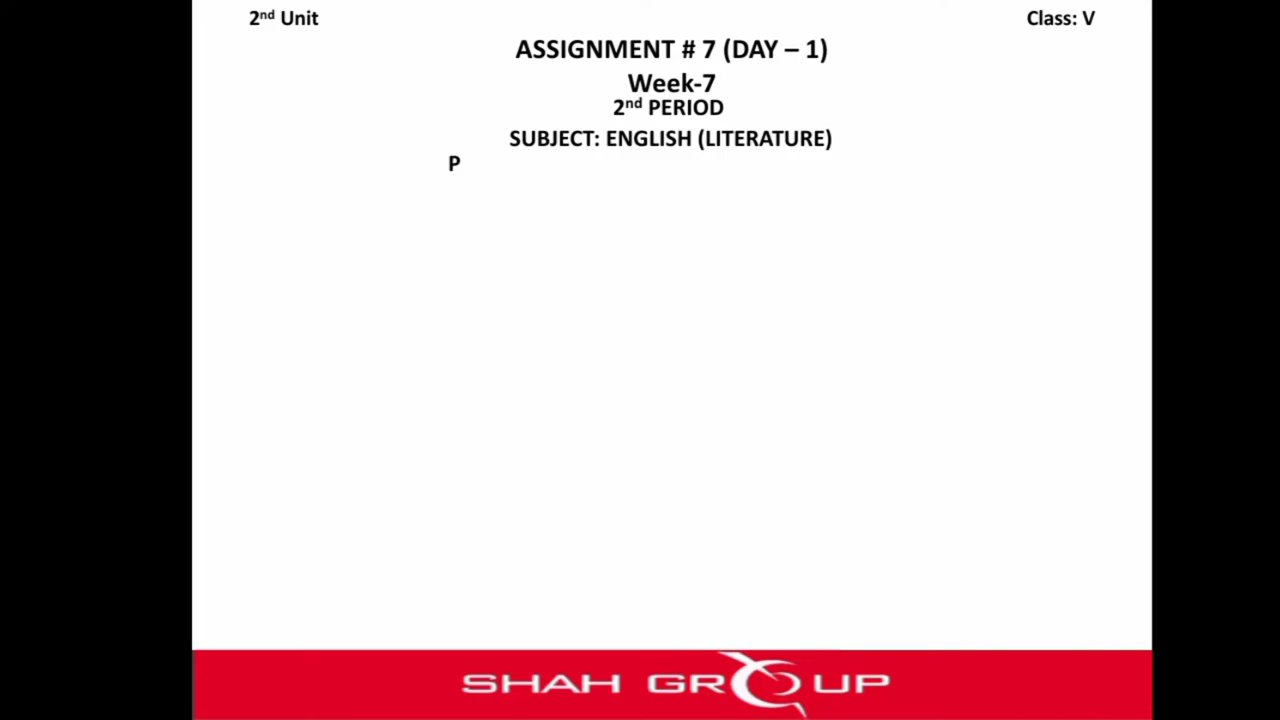 2nd Unit Class: V
ASSIGNMENT # 7 (DAY – 1)
Week-7
2nd PERIOD
SUBJECT: ENGLISH (LITERATURE)
P
SHAH GROUP